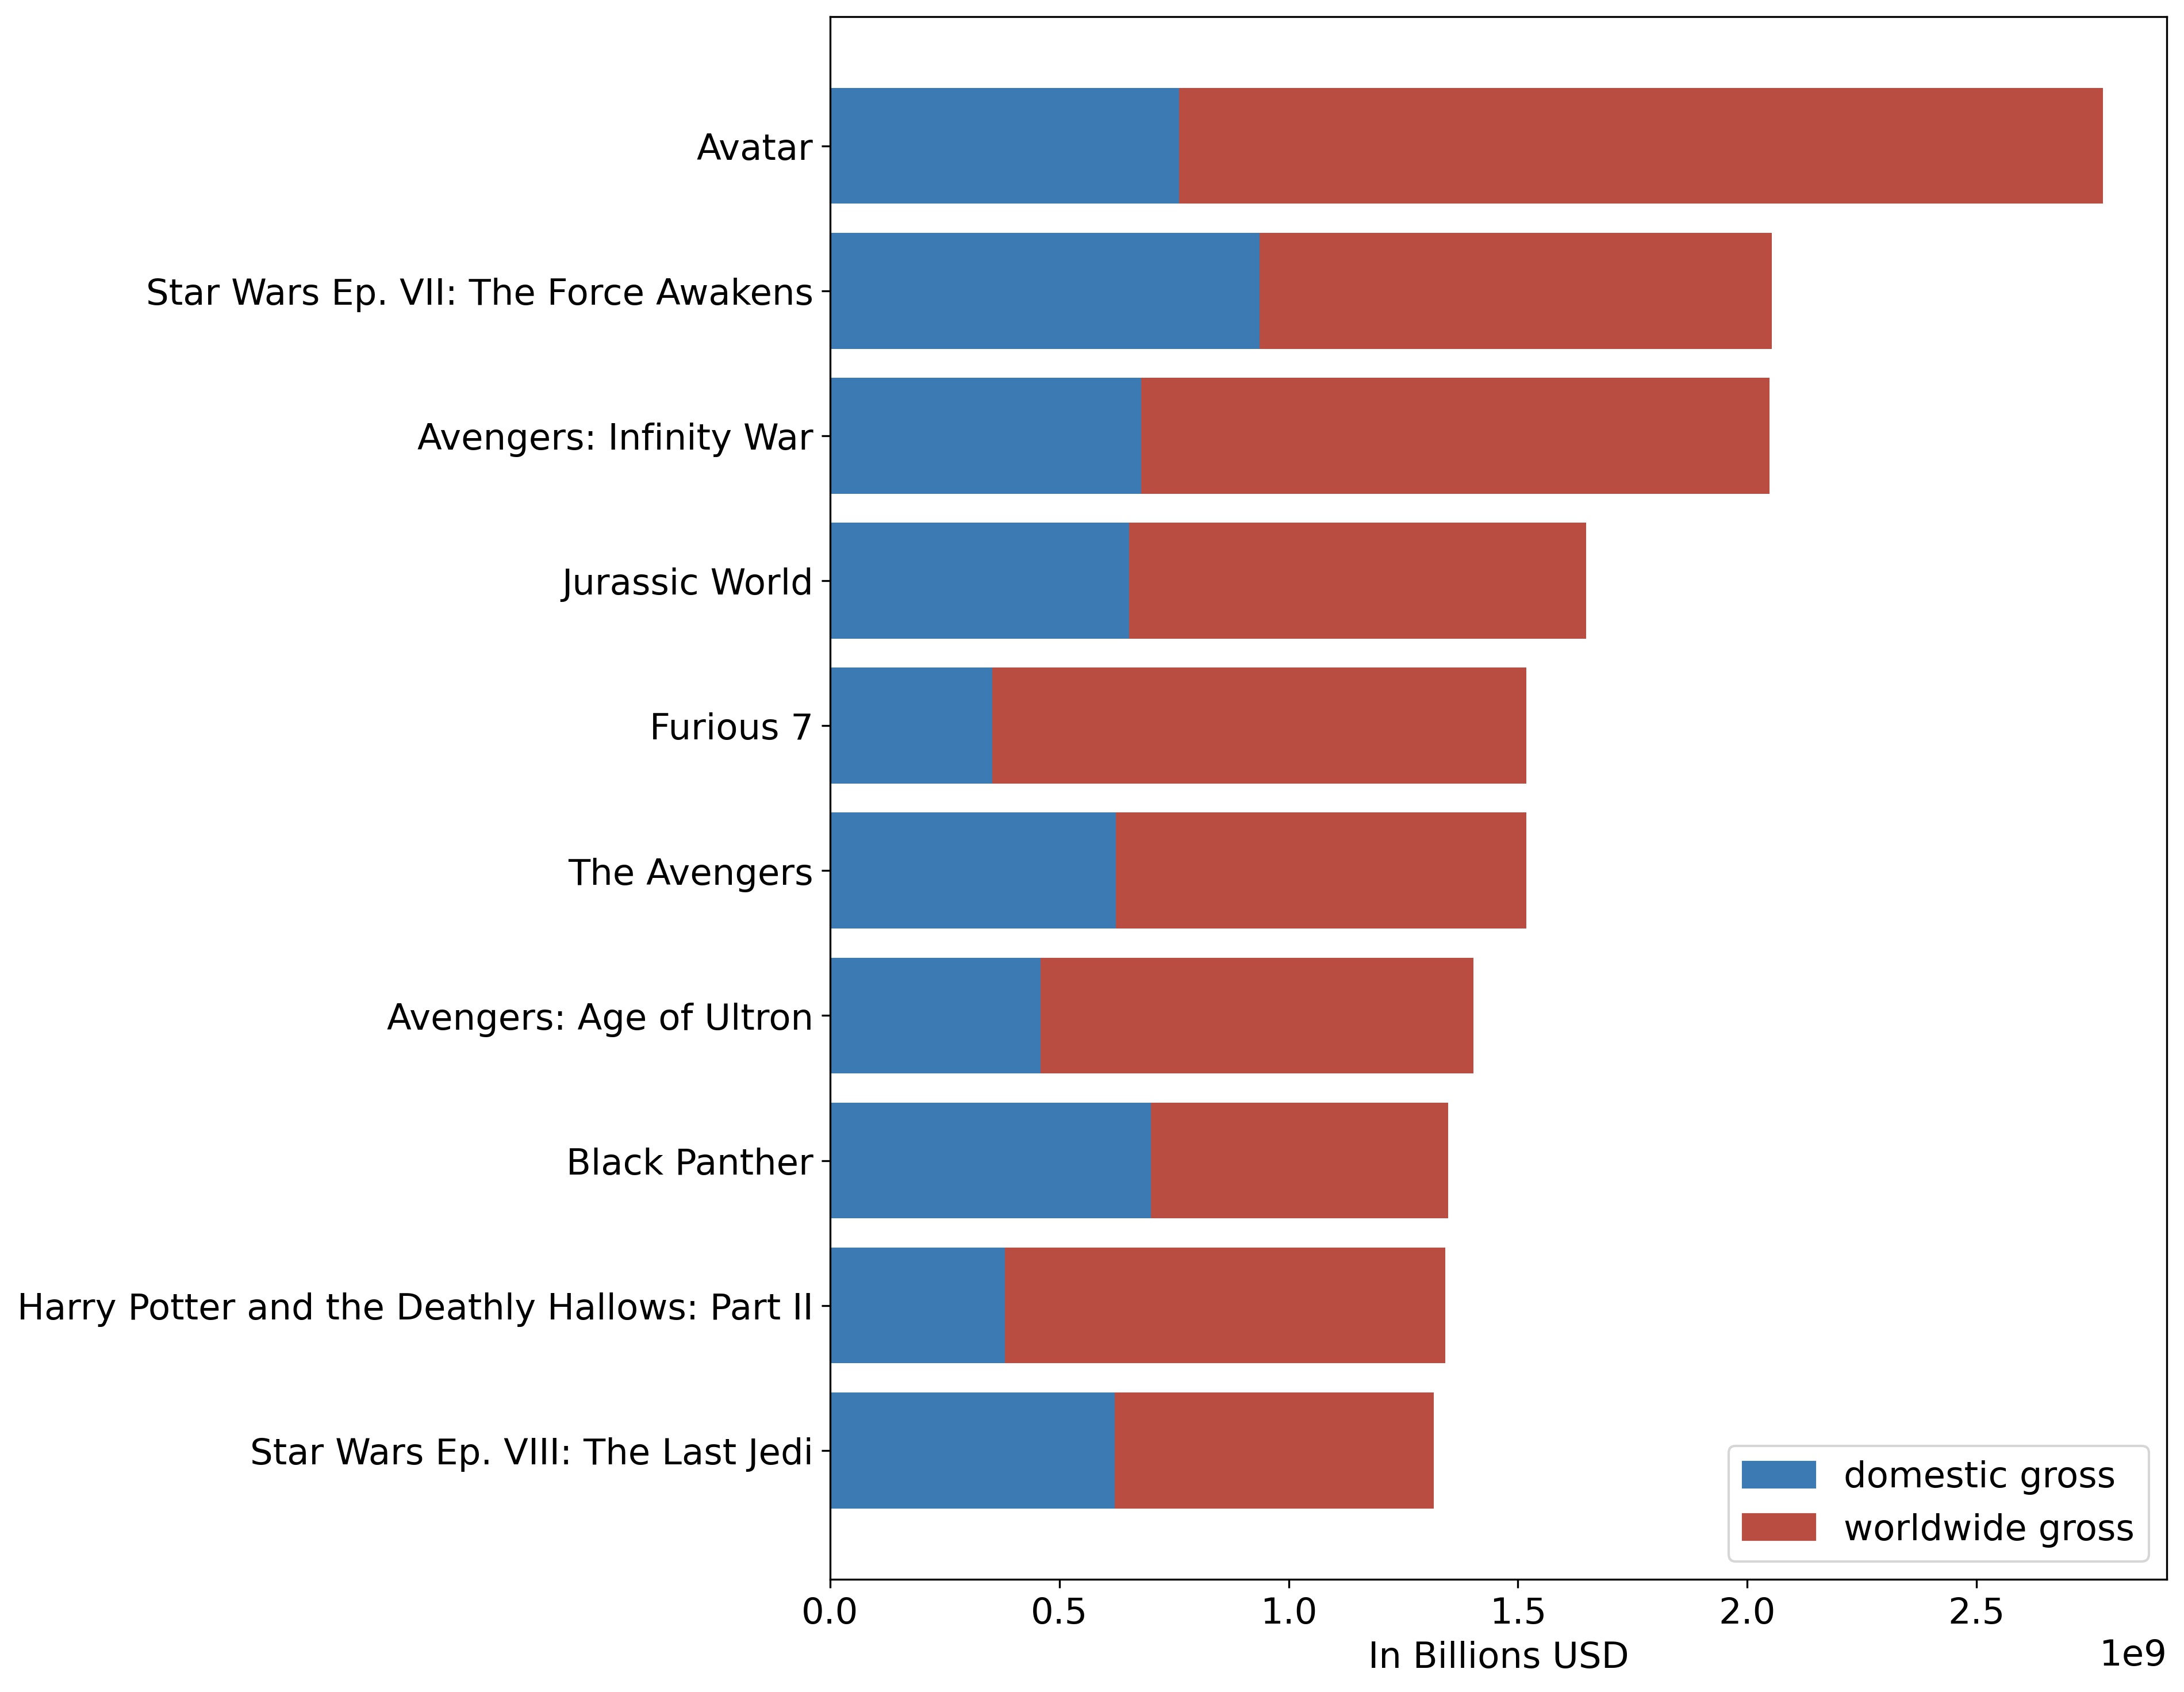 Avatar
Star Wars Ep. VII: The Force Awakens
Avengers: Infinity War
Jurassic World
Furious 7
The Avengers
Avengers: Age of Ultron
Black Panther
Harry Potter and the Deathly Hallows: Part II
Star Wars Ep. VIII: The Last Jedi
domestic gross
worldwide gross
0.0 0.5 1.0 1.5 2.0 2.5
In Billions USD
1e9